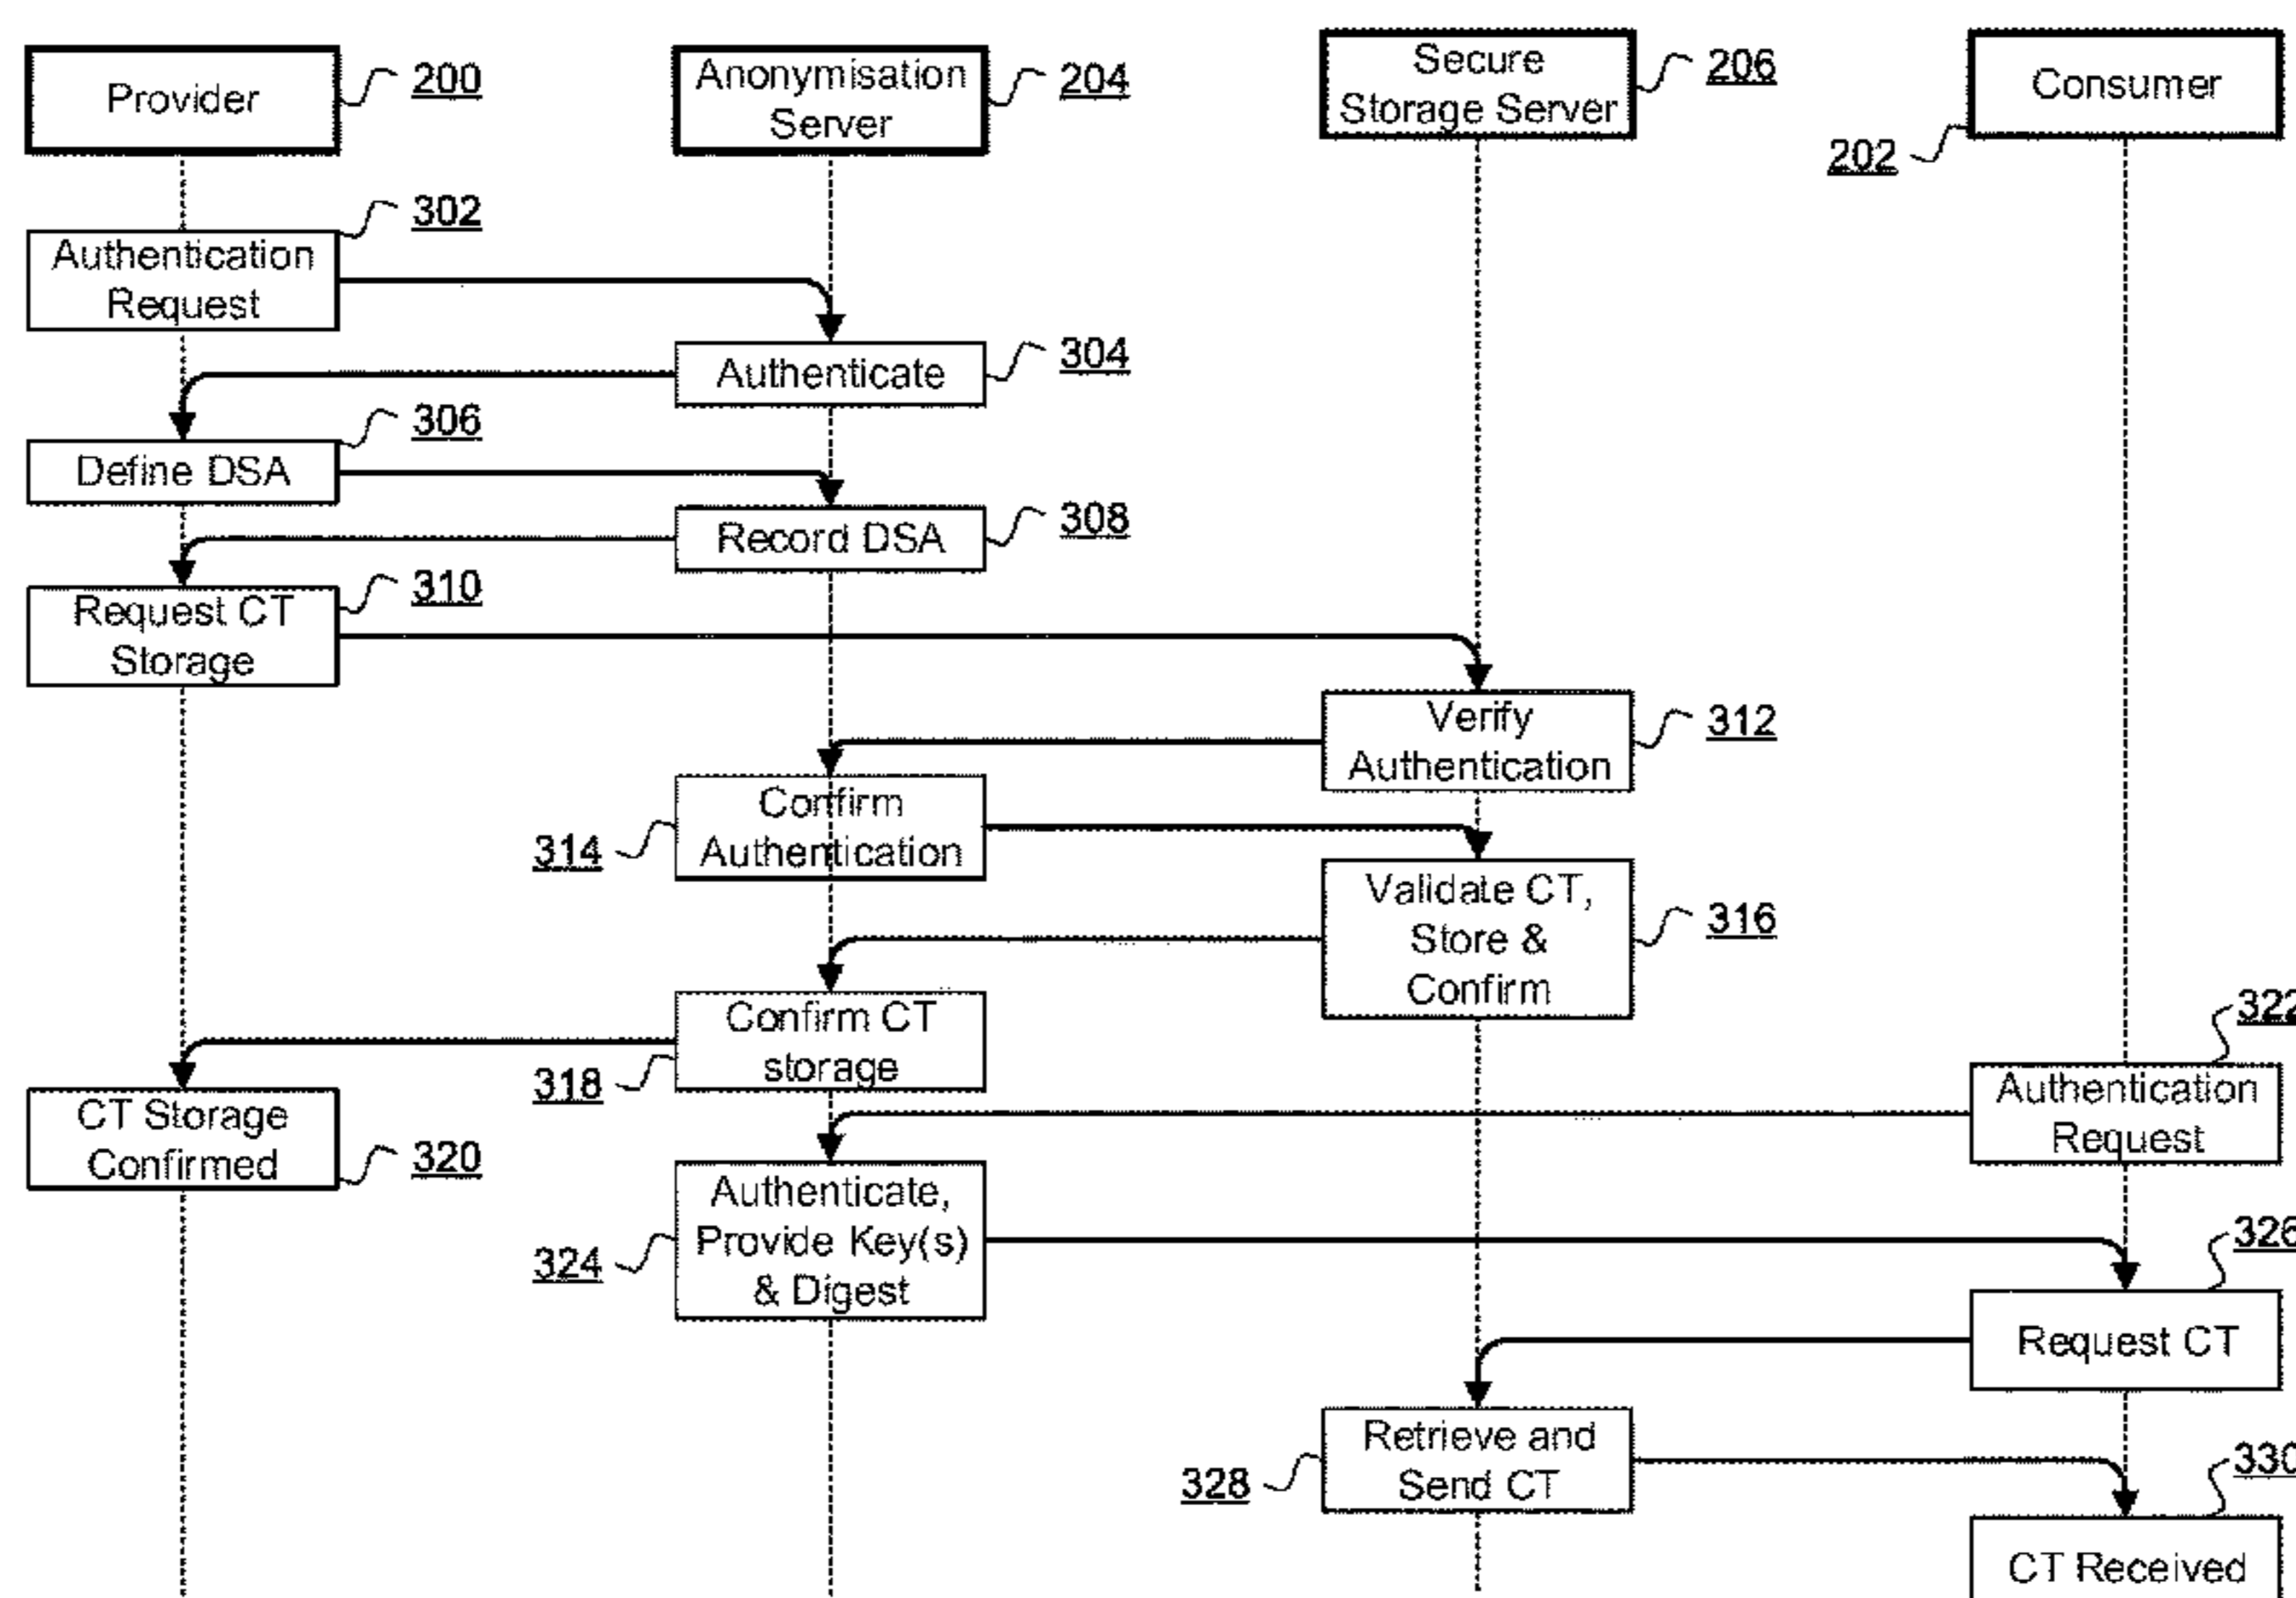 Provider
200
Anonymisation
Server
204
Secure
Storage Server
206
Consumer
202
302
Authentication
Request
Authenticate
304
306
Define DSA
Record DSA
308
310
Request CT
Storage
Verify
Authentication
312
Confirm
Authentication
314
Validate CT,
Store &
Confirm
316
Confirm CT
storage
318
322
Authentication
Request
CT Storage
Confirmed
320
Authenticate,
Provide Key(s)
& Digest
324
326
Request CT
Retrieve and
Send CT
328
330
CT Received